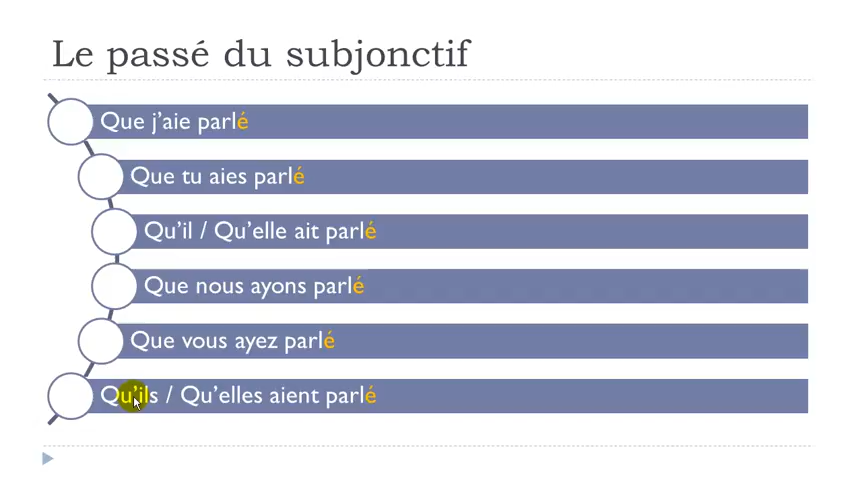 Le passé du subjonctif
Que j’aie parlé
Que tu aies parlé
Qu’il / Qu’elle ait parlé
Que nous ayons parlé
Que vous ayez parlé
Qu’ils / Qu’elles aient parlé